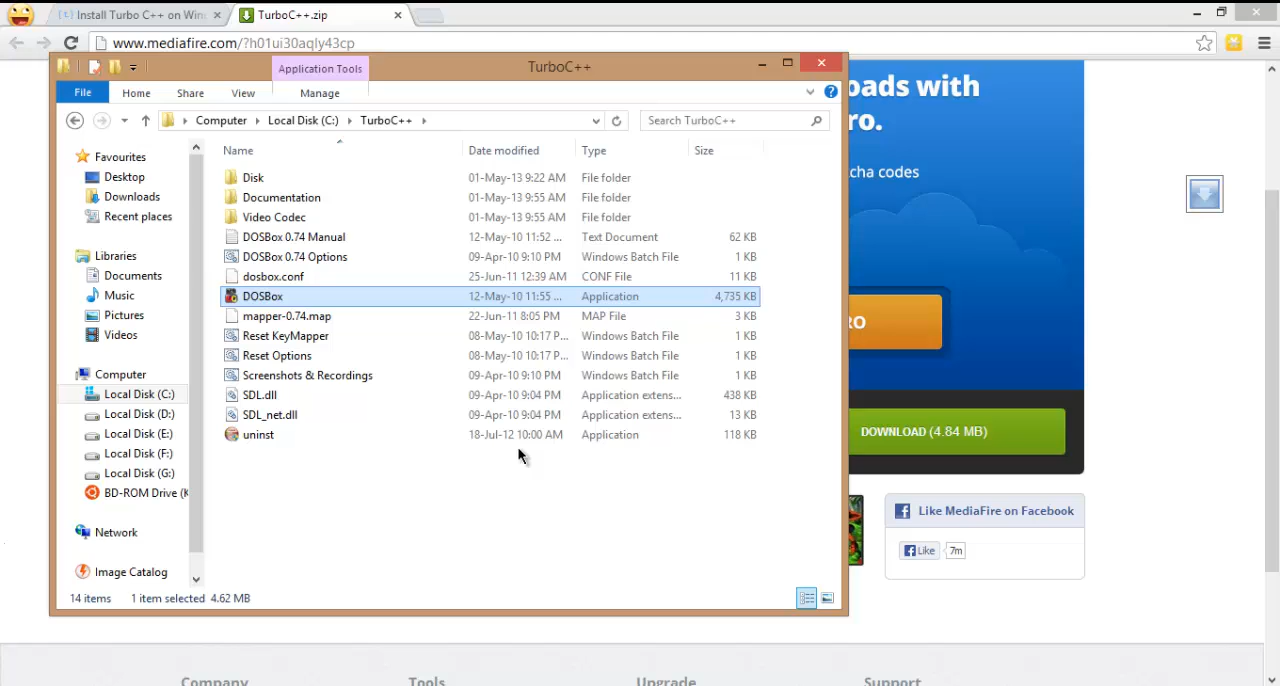 Install Turbo C++ on Win
TurboC++.zip
www.mediafire.com/?h01ui30aqly43cp
Application Tools
TurboC++
File
Home
Share
View
Manage
Computer
Local Disk (C:)
TurboC++
Search TurboC++
Name
Date modified
Type
Size
Favourites
Desktop
Downloads
Recent places
Libraries
Documents
Music
Pictures
Videos
Computer
Local Disk (C:)
Local Disk (D:)
Local Disk (E:)
Local Disk (F:)
Local Disk (G:)
BD-ROM Drive (K
Network
Image Catalog
Disk 01-May-13 9:22 AM File folder
Documentation 01-May-13 9:55 AM File folder
Video Codec 01-May-13 9:55 AM File folder
DOSBox 0.74 Manual 12-May-10 11:52 ... Text Document 62 KB
DOSBox 0.74 Options 09-Apr-10 9:10 PM Windows Batch File 1 KB
dosbox.conf 25-Jun-11 12:39 AM CONF File 11 KB
DOSBox 12-May-10 11:55 ... Application 4,735 KB
mapper-0.74.map 22-Jun-11 8:05 PM MAP File 3 KB
Reset KeyMapper 08-May-10 10:17 P... Windows Batch File 1 KB
Reset Options 08-May-10 10:17 P... Windows Batch File 1 KB
Screenshots & Recordings 09-Apr-10 9:10 PM Windows Batch File 1 KB
SDL.dll 09-Apr-10 9:04 PM Application extens... 438 KB
SDL_net.dll 09-Apr-10 9:04 PM Application extens... 13 KB
uninst 18-Jul-12 10:00 AM Application 118 KB
14 items 1 item selected 4.62 MB
oads with
ro.
cha codes
RO
DOWNLOAD (4.84 MB)
Like MediaFire on Facebook
Like 7m
Company
Tools
Upgrade
Support